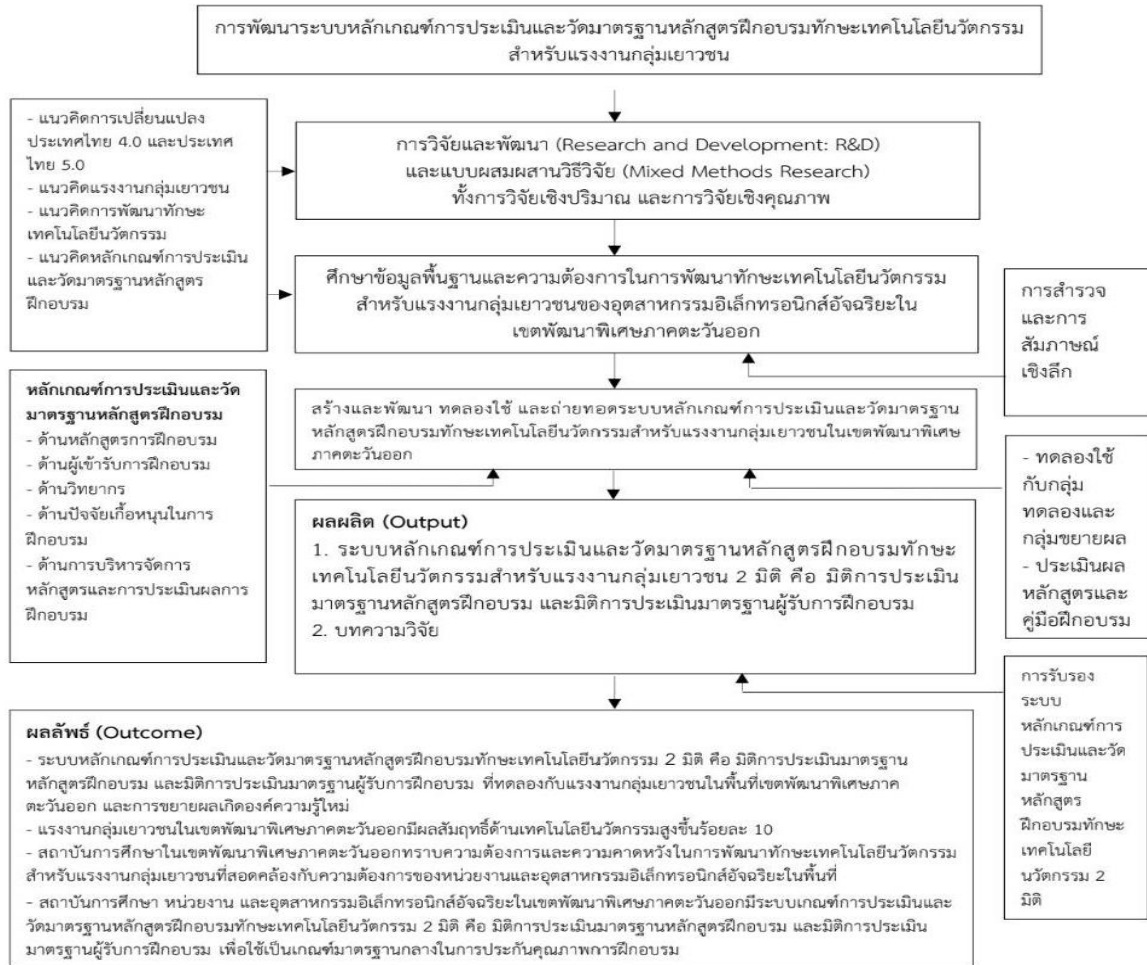 การพัฒนาระบบหลักเกณฑ์การประเมินและวัดมาตรฐานหลักสูตรฝึกอบรมทักษะเทคโนโลยีนวัตกรรม
สำหรับแรงงานกลุ่มเยาวชน
- แนวคิดการเปลี่ยนแปลง
ประเทศไทย 4.0 และประเทศ
ไทย 5.0
- แนวคิดแรงงานกลุ่มเยาวชน
- แนวคิดการพัฒนาทักษะ
เทคโนโลยีนวัตกรรม
- แนวคิดหลักเกณฑ์การประเมิน
และวัดมาตรฐานหลักสูตร
ฝึกอบรม
การวิจัยและพัฒนา (Research and Development: R&D)
และแบบผสมผสานวิธีวิจัย (Mixed Methods Research)
ทั้งการวิจัยเชิงปริมาณ และการวิจัยเชิงคุณภาพ
ศึกษาข้อมูลพื้นฐานและความต้องการในการพัฒนาทักษะเทคโนโลยีนวัตกรรม
สำหรับแรงงานกลุ่มเยาวชนของอุตสาหกรรมอิเล็กทรอนิกส์อัจฉริยะใน
เขตพัฒนาพิเศษภาคตะวันออก
การสำรวจ
และการ
สัมภาษณ์
เชิงลึก
หลักเกณฑ์การประเมินและวัด
มาตรฐานหลักสูตรฝึกอบรม
- ด้านหลักสูตรการฝึกอบรม
- ด้านผู้เข้ารับการฝึกอบรม
- ด้านวิทยากร
- ด้านปัจจัยเกื้อหนุนในการ
ฝึกอบรม
- ด้านการบริหารจัดการ
หลักสูตรและการประเมินผลการ
ฝึกอบรม
สร้างและพัฒนา ทดลองใช้ และถ่ายทอดระบบหลักเกณฑ์การประเมินและวัดมาตรฐาน
หลักสูตรฝึกอบรมทักษะเทคโนโลยีนวัตกรรมสำหรับแรงงานกลุ่มเยาวชนในเขตพัฒนาพิเศษ
ภาคตะวันออก
- ทดลองใช้
กับกลุ่ม
ทดลองและ
กลุ่มขยายผล
- ประเมินผล
หลักสูตรและ
คู่มือฝึกอบรม
ผลผลิต (Output)
1. ระบบหลักเกณฑ์การประเมินและวัดมาตรฐานหลักสูตรฝึกอบรมทักษะ
เทคโนโลยีนวัตกรรมสำหรับแรงงานกลุ่มเยาวชน 2 มิติ คือ มิติการประเมิน
มาตรฐานหลักสูตรฝึกอบรม และมิติการประเมินมาตรฐานผู้รับการฝึกอบรม
2. บทความวิจัย
การรับรอง
ระบบ
หลักเกณฑ์การ
ประเมินและวัด
มาตรฐาน
หลักสูตร
ฝึกอบรมทักษะ
เทคโนโลยี
นวัตกรรม 2
มิติ
ผลลัพธ์ (Outcome)
- ระบบหลักเกณฑ์การประเมินและวัดมาตรฐานหลักสูตรฝึกอบรมทักษะเทคโนโลยีนวัตกรรม 2 มิติ คือ มิติการประเมินมาตรฐาน
หลักสูตรฝึกอบรม และมิติการประเมินมาตรฐานผู้รับการฝึกอบรม ที่ทดลองกับแรงงานกลุ่มเยาวชนในพื้นที่เขตพัฒนาพิเศษภาค
ตะวันออก และการขยายผลเกิดองค์ความรู้ใหม่
- แรงงานกลุ่มเยาวชนในเขตพัฒนาพิเศษภาคตะวันออกมีผลสัมฤทธิ์ด้านเทคโนโลยีนวัตกรรมสูงขึ้นร้อยละ 10
- สถาบันการศึกษาในเขตพัฒนาพิเศษภาคตะวันออกทราบความต้องการและความคาดหวังในการพัฒนาทักษะเทคโนโลยีนวัตกรรม
สำหรับแรงงานกลุ่มเยาวชนที่สอดคล้องกับความต้องการของหน่วยงานและอุตสาหกรรมอิเล็กทรอนิกส์อัจฉริยะในพื้นที่
- สถาบันการศึกษา หน่วยงาน และอุตสาหกรรมอิเล็กทรอนิกส์อัจฉริยะในเขตพัฒนาพิเศษภาคตะวันออกมีระบบเกณฑ์การประเมินและ
วัดมาตรฐานหลักสูตรฝึกอบรมทักษะเทคโนโลยีนวัตกรรม 2 มิติ คือ มิติการประเมินมาตรฐานหลักสูตรฝึกอบรม และมิติการประเมิน
มาตรฐานผู้รับการฝึกอบรม เพื่อใช้เป็นเกณฑ์มาตรฐานกลางในการประกันคุณภาพการฝึกอบรม